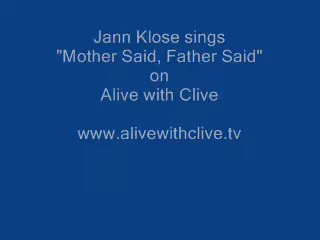 Jann Klose sings
"Mother Said, Father Said"
on
Alive with Clive
www.alivewithclive.tv